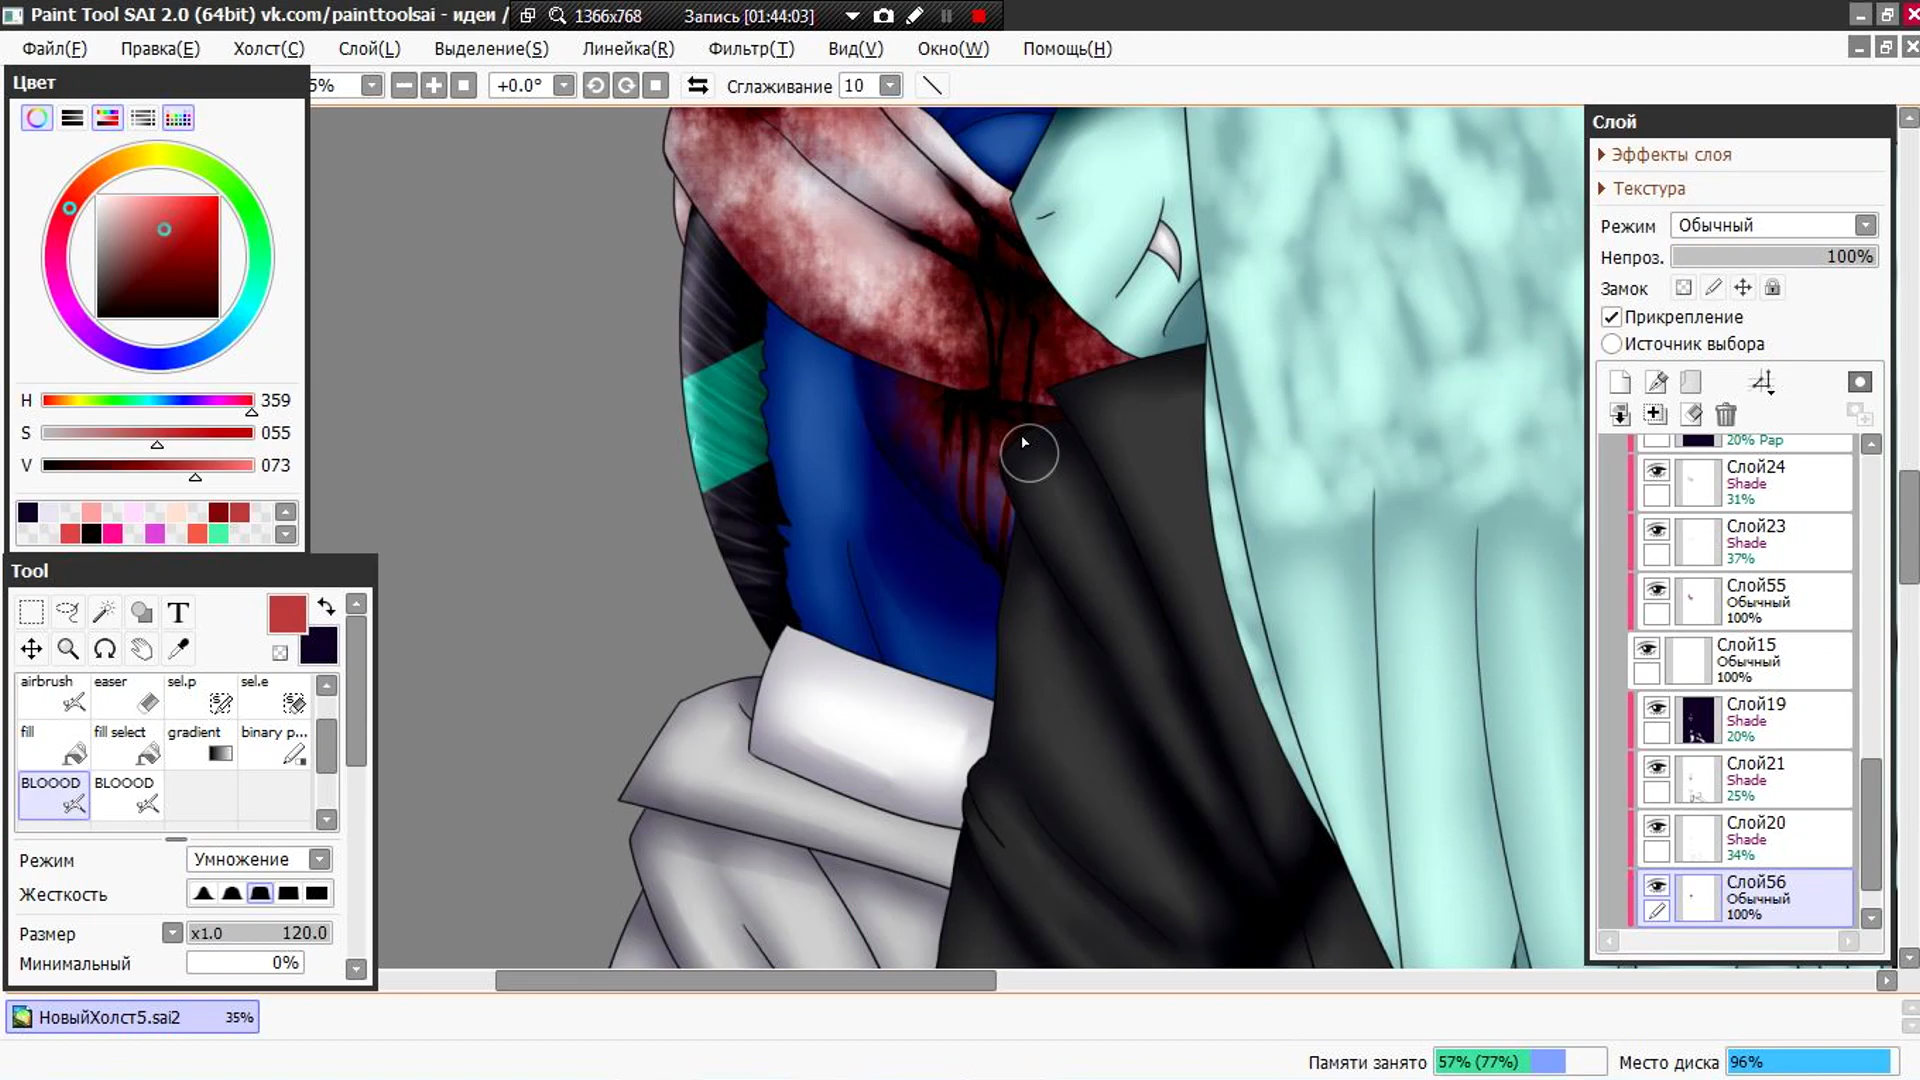 Paint Tool SAI 2.0 (64bit) vk.com/painttoolsai - идеи /
1366x768
Запись [01:44:03]
Файл(F)
Правка(E)
Холст(C)
Слой(L)
Выделение(S)
Линейка(R)
Фильтр(T)
Вид(V)
Окно(W)
Помощь(H)
Цвет
5%
+0.0°
Сглаживание 10
H 359
S 055
V 073
Tool
T
airbrush
easer
sel.p
sel.e
fill
fill select
gradient
binary p...
BLOOOD
BLOOOD
Режим Умножение
Жесткость
Размер x1.0 120.0
Минимальный 0%
Слой
Эффекты слоя
Текстура
Режим Обычный
Непроз. 100%
Замок
Прикрепление
Источник выбора
20% Pap
Слой24
Shade
31%
Слой23
Shade
37%
Слой55
Обычный
100%
Слой15
Обычный
100%
Слой19
Shade
20%
Слой21
Shade
25%
Слой20
Shade
34%
Слой56
Обычный
100%
НовыйХолст5.sai2 35%
Памяти занято 57% (77%)
Место диска 96%